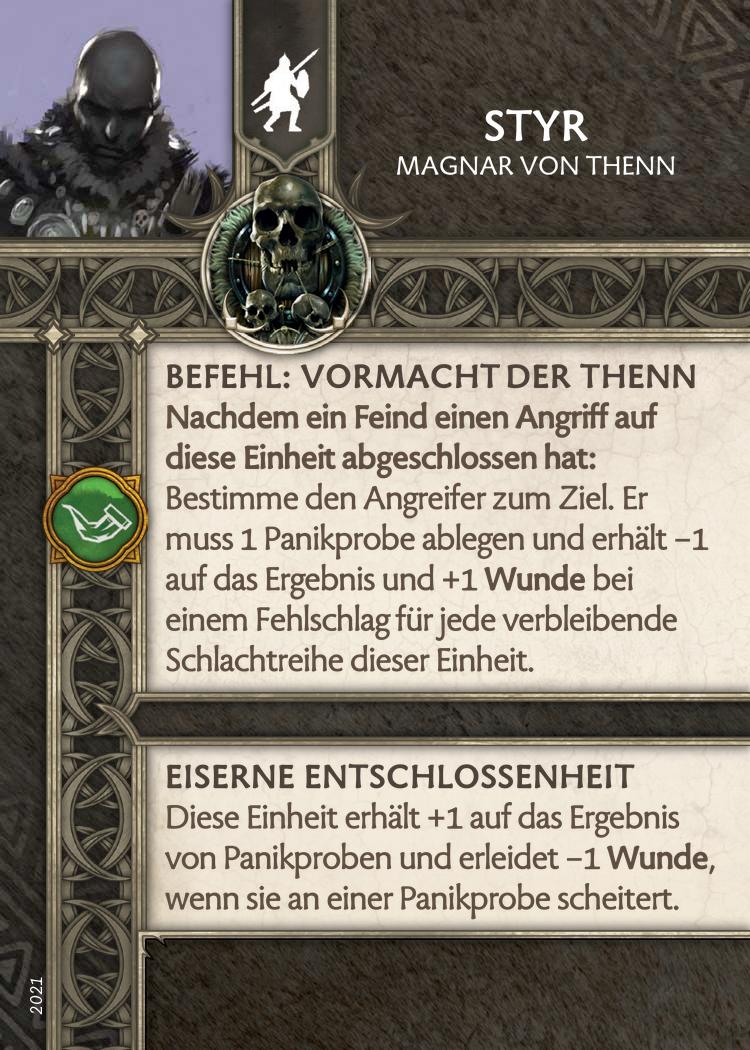 STYR
MAGNAR VON THENN
BEFEHL: VORMACHT DER THENN
Nachdem ein Feind einen Angriff auf
diese Einheit abgeschlossen hat:
Bestimme den Angreifer zum Ziel. Er
muss 1 Panikprobe ablegen und erhält −1
auf das Ergebnis und +1 Wunde bei
einem Fehlschlag für jede verbleibende
Schlachtreihe dieser Einheit.
EISERNE ENTSCHLOSSENHEIT
Diese Einheit erhält +1 auf das Ergebnis
von Panikproben und erleidet −1 Wunde,
wenn sie an einer Panikprobe scheitert.
2021